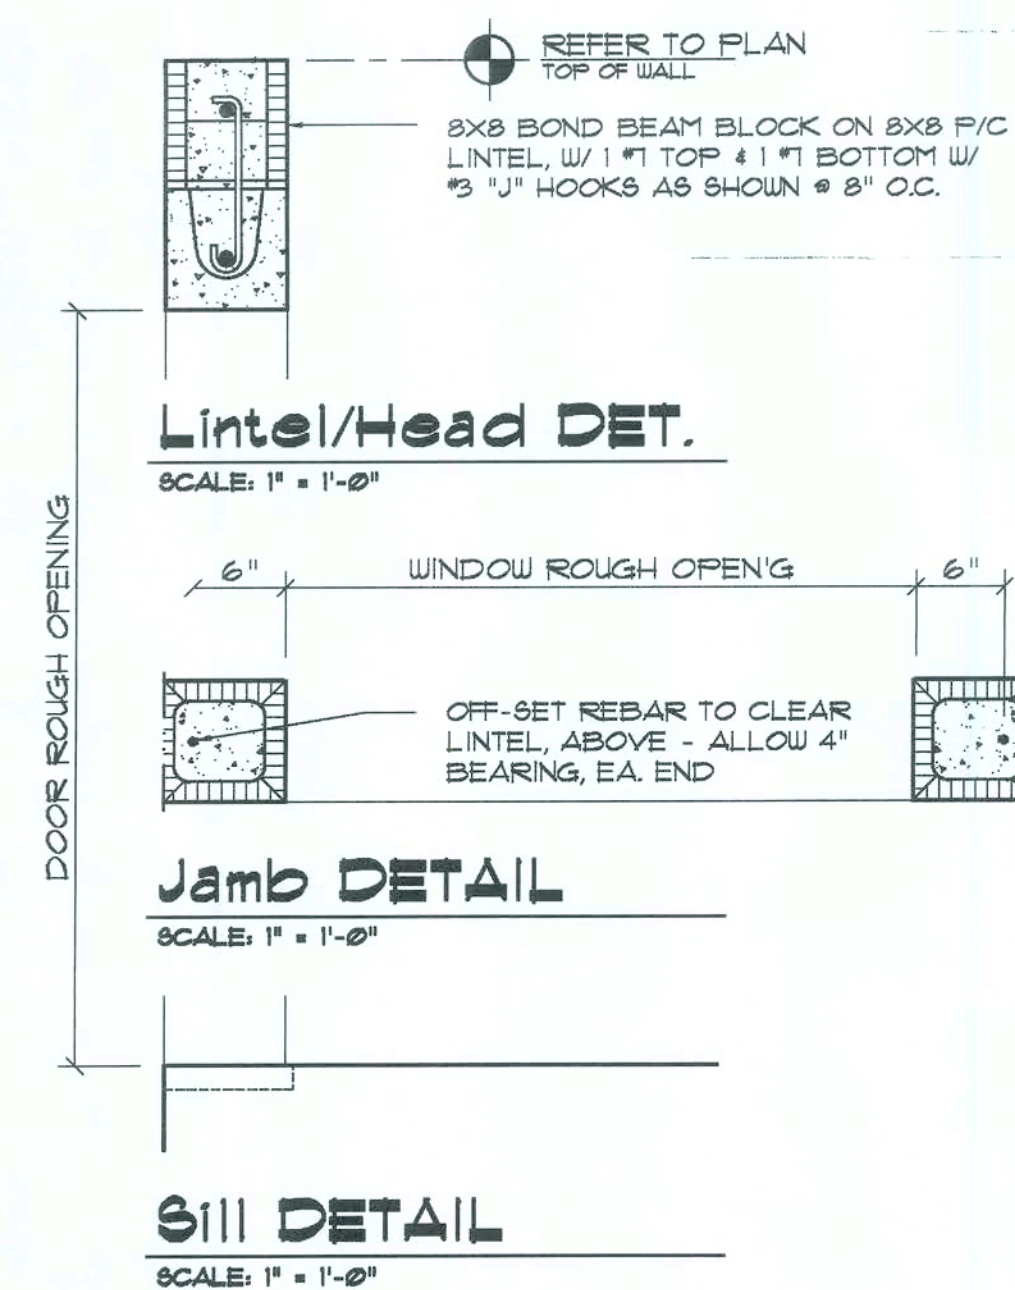 REFER TO PLAN
TOP OF WALL
8X8 BOND BEAM BLOCK ON 8X8 P/C
LINTEL, W/ 1 #7 TOP & 1 #7 BOTTOM W/
#3 "J" HOOKS AS SHOWN @ 8" O.C.
Lintel/Head DET.
SCALE: 1" = 1'-0"
DOOR ROUGH OPENING
6"
WINDOW ROUGH OPEN'G
6"
OFF-SET REBAR TO CLEAR
LINTEL, ABOVE - ALLOW 4"
BEARING, EA. END
Jamb DETAIL
SCALE: 1" = 1'-0"
Sill DETAIL
SCALE: 1" = 1'-0"